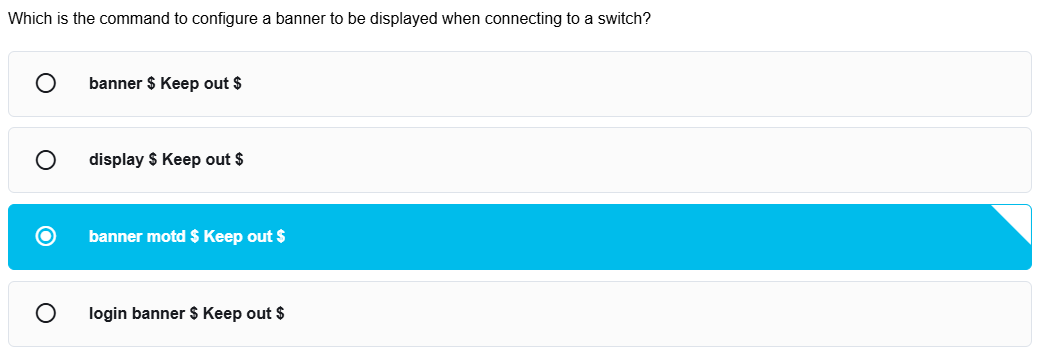 Which is the command to configure a banner to be displayed when connecting to a switch?
banner $ Keep out $
display $ Keep out $
banner motd $ Keep out $
login banner $ Keep out $